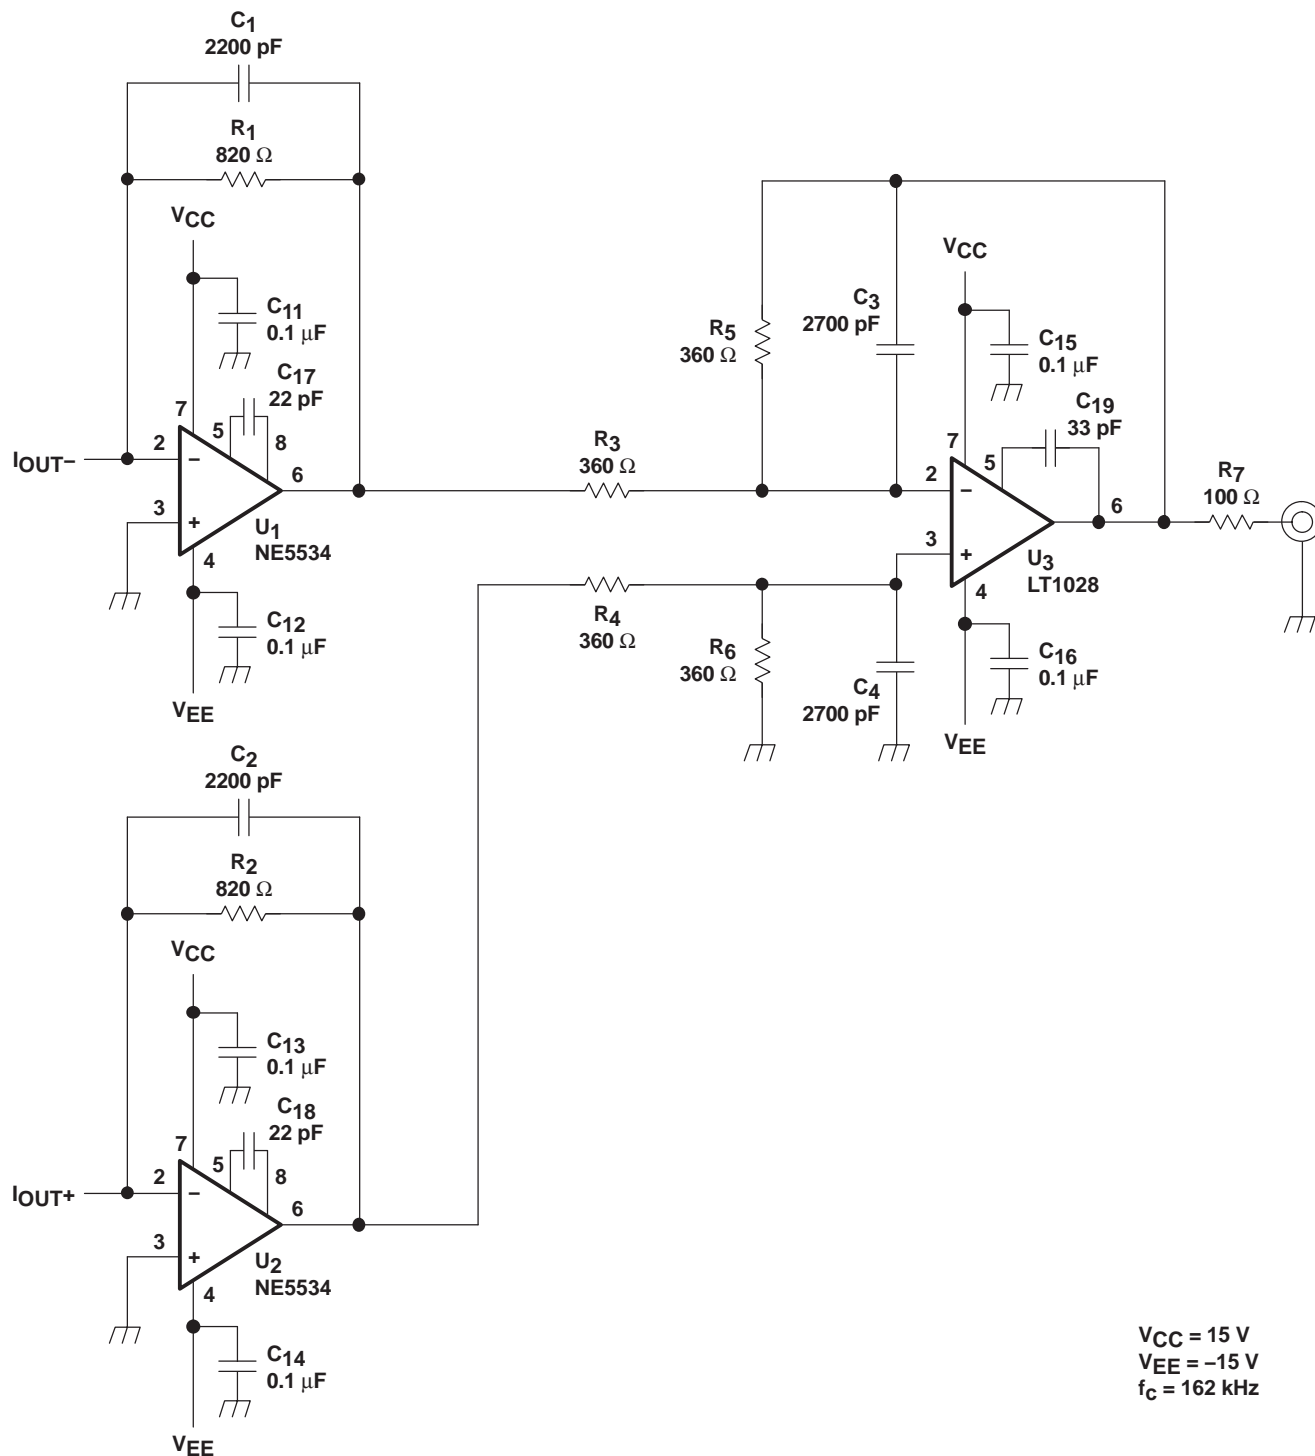 C1
2200 pF
R1
820 Ω
VCC
C11
0.1 μF
C17
22 pF
7
5
8
2
IOUT–
–
6
3
+
U1
NE5534
4
C12
0.1 μF
VEE
R3
360 Ω
R5
360 Ω
C3
2700 pF
VCC
C15
0.1 μF
C19
33 pF
7
5
2
–
6
R7
100 Ω
3
+
U3
LT1028
4
R4
360 Ω
R6
360 Ω
C4
2700 pF
C16
0.1 μF
VEE
C2
2200 pF
R2
820 Ω
VCC
C13
0.1 μF
C18
22 pF
7
5
8
2
IOUT+
–
6
3
+
U2
NE5534
4
C14
0.1 μF
VEE
VCC = 15 V
VEE = –15 V
fc = 162 kHz